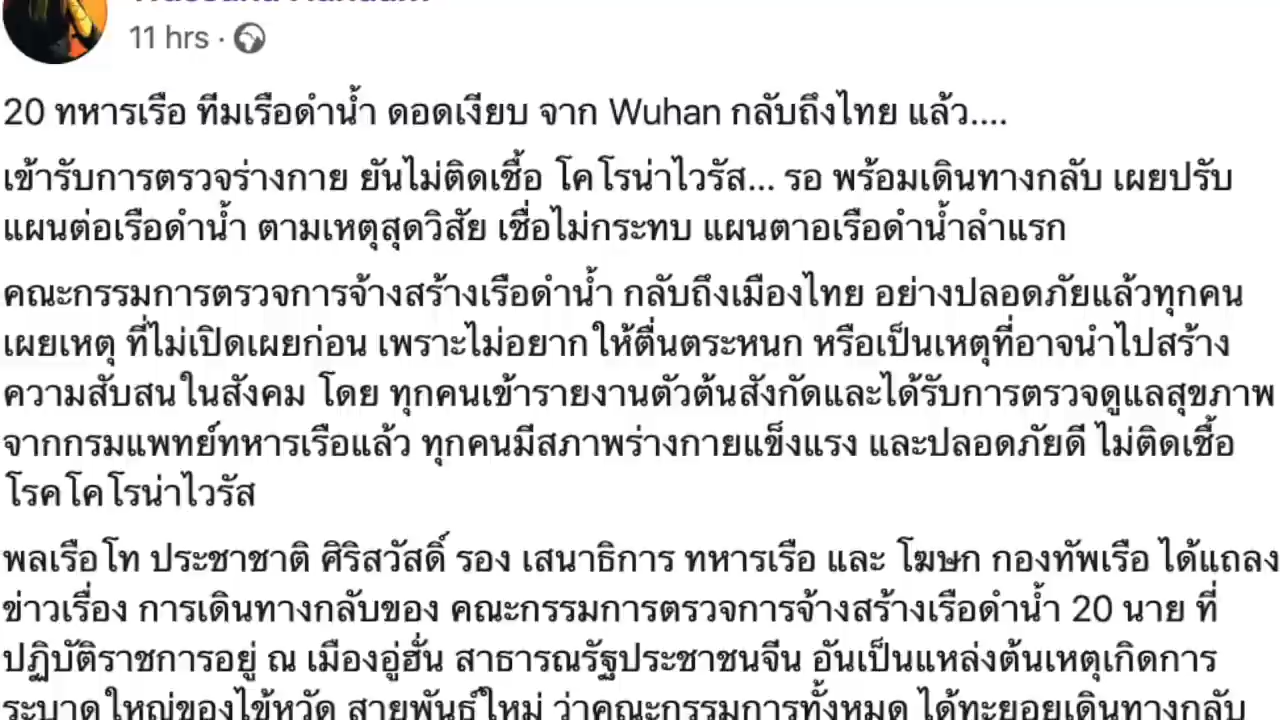 11 hrs ·
20 ทหารเรือ ทีมเรือดำน้ำ ดอดเงียบ จาก Wuhan กลับถึงไทย แล้ว....
เข้ารับการตรวจร่างกาย ยันไม่ติดเชื้อ โคโรน่าไวรัส... รอ พร้อมเดินทางกลับ เผยปรับ
แผนต่อเรือดำน้ำ ตามเหตุสุดวิสัย เชื่อไม่กระทบ แผนตาอเรือดำน้ำลำแรก
คณะกรรมการตรวจการจ้างสร้างเรือดำน้ำ กลับถึงเมืองไทย อย่างปลอดภัยแล้วทุกคน
เผยเหตุ ที่ไม่เปิดเผยก่อน เพราะไม่อยากให้ตื่นตระหนก หรือเป็นเหตุที่อาจนำไปสร้าง
ความสับสนในสังคม โดย ทุกคนเข้ารายงานตัวต้นสังกัดและได้รับการตรวจดูแลสุขภาพ
จากกรมแพทย์ทหารเรือแล้ว ทุกคนมีสภาพร่างกายแข็งแรง และปลอดภัยดี ไม่ติดเชื้อ
โรคโคโรน่าไวรัส
พลเรือโท ประชาชาติ ศิริสวัสดิ์ รอง เสนาธิการ ทหารเรือ และ โฆษก กองทัพเรือ ได้แถลง
ข่าวเรื่อง การเดินทางกลับของ คณะกรรมการตรวจการจ้างสร้างเรือดำน้ำ 20 นาย ที่
ปฏิบัติราชการอยู่ ณ เมืองอู่ฮั่น สาธารณรัฐประชาชนจีน อันเป็นแหล่งต้นเหตุเกิดการ
ระบาดใหญ่ของไข้หวัด สายพันธุ์ใหม่ ว่าคณะกรรมการทั้งหมด ได้ทะยอยเดินทางกลับ